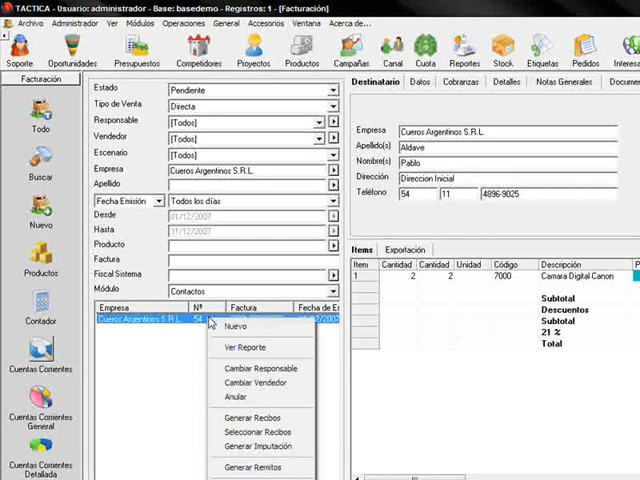 TACTICA - Usuario: administrador - Base: basedemo - Registros: 1 - [Facturación]
Archivo Administrador Ver Módulos Operaciones General Accesorios Ventana Acerca de...
Soporte Oportunidades Presupuestos Competidores Proyectos Productos Campañas Canal Cuota Reportes Stock Etiquetas Pedidos Interesa
Facturación
Todo
Buscar
Nuevo
Productos
Contador
Cuentas Corrientes
Cuentas Corrientes
General
Cuentas Corrientes
Detallada
Estado Pendiente
Tipo de Venta Directa
Responsable [Todos]
Vendedor [Todos]
Escenario [Todos]
Empresa Cueros Argentinos S.R.L.
Apellido
Fecha Emisión Todos los días
Desde 01/12/2007
Hasta 31/12/2007
Producto
Factura
Fiscal Sistema
Módulo Contactos
Empresa Nº Factura Fecha de E
Cueros Argentinos S.R.L. 54
Nuevo
Ver Reporte
Cambiar Responsable
Cambiar Vendedor
Anular
Generar Recibos
Seleccionar Recibos
Generar Imputación
Generar Remitos
Destinatario Datos Cobranzas Detalles Notas Generales Docume
Empresa Cueros Argentinos S.R.L.
Apellido(s) Aldave
Nombre(s) Pablo
Dirección Direccion Inicial
Teléfono 54 11 4896-9025
Items Exportación
Item Cantidad Cantidad Unidad Código Descripción P
1 2 2 7000 Camara Digital Canon
Subtotal
Descuentos
Subtotal
21 %
Total